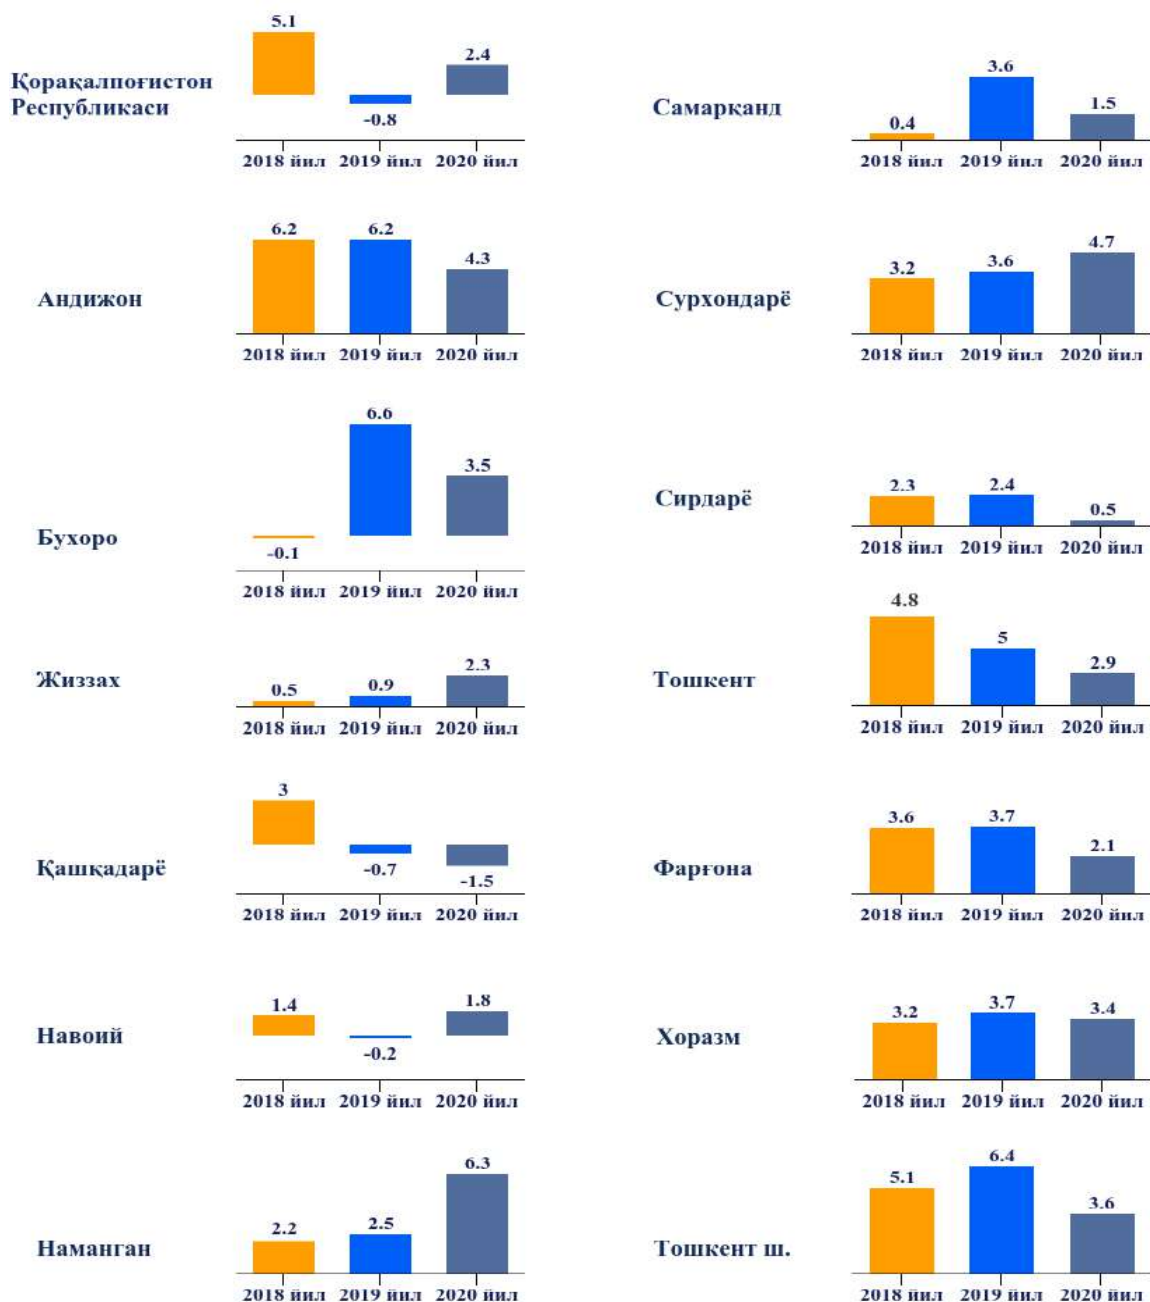 5.1
2.4
Қорақалпоғистон
Республикаси
-0.8
2018 йил 2019 йил 2020 йил
6.2 6.2
4.3
Андижон
2018 йил 2019 йил 2020 йил
6.6
3.5
Бухоро
-0.1
2018 йил 2019 йил 2020 йил
2.3
0.9
0.5
Жиззах
2018 йил 2019 йил 2020 йил
3
Қашқадарё
-0.7
-1.5
2018 йил 2019 йил 2020 йил
1.4
1.8
Навоий
-0.2
2018 йил 2019 йил 2020 йил
6.3
2.2
2.5
Наманган
2018 йил 2019 йил 2020 йил
3.6
1.5
0.4
Самарқанд
2018 йил 2019 йил 2020 йил
4.7
3.2
3.6
Сурхондарё
2018 йил 2019 йил 2020 йил
2.3
2.4
0.5
Сирдарё
2018 йил 2019 йил 2020 йил
4.8
5
2.9
Тошкент
2018 йил 2019 йил 2020 йил
3.6
3.7
2.1
Фарғона
2018 йил 2019 йил 2020 йил
3.2
3.7
3.4
Хоразм
2018 йил 2019 йил 2020 йил
5.1
6.4
3.6
Тошкент ш.
2018 йил 2019 йил 2020 йил